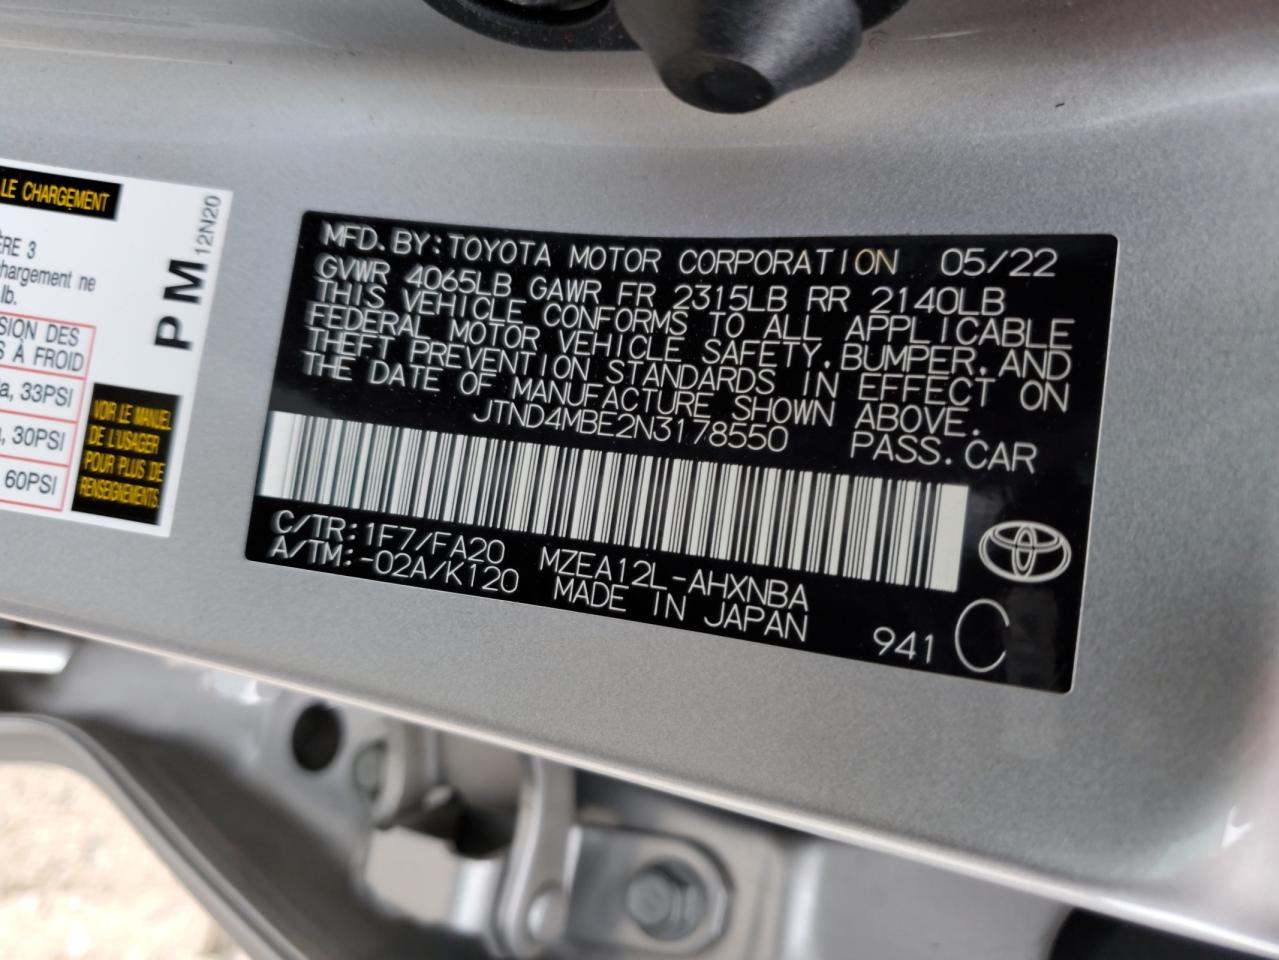 LE CHARGEMENT
ÈRE 3
hargement ne
lb.
SION DES
S À FROID
a, 33PSI
, 30PSI
60PSI
VOIR LE MANUEL
DE L'USAGER
POUR PLUS DE
RENSEIGNEMENTS
PM
12N20
MFD. BY: TOYOTA MOTOR CORPORATION 05/22
GVWR 4065LB GAWR FR 2315LB RR 2140LB
THIS VEHICLE CONFORMS TO ALL APPLICABLE
FEDERAL MOTOR VEHICLE SAFETY, BUMPER, AND
THEFT PREVENTION STANDARDS IN EFFECT ON
THE DATE OF MANUFACTURE SHOWN ABOVE.
JTND4MBE2N3178550 PASS. CAR
C/TR: 1F7/FA20 MZEA12L-AHXNBA
A/TM: -02A/K120 MADE IN JAPAN
941 C